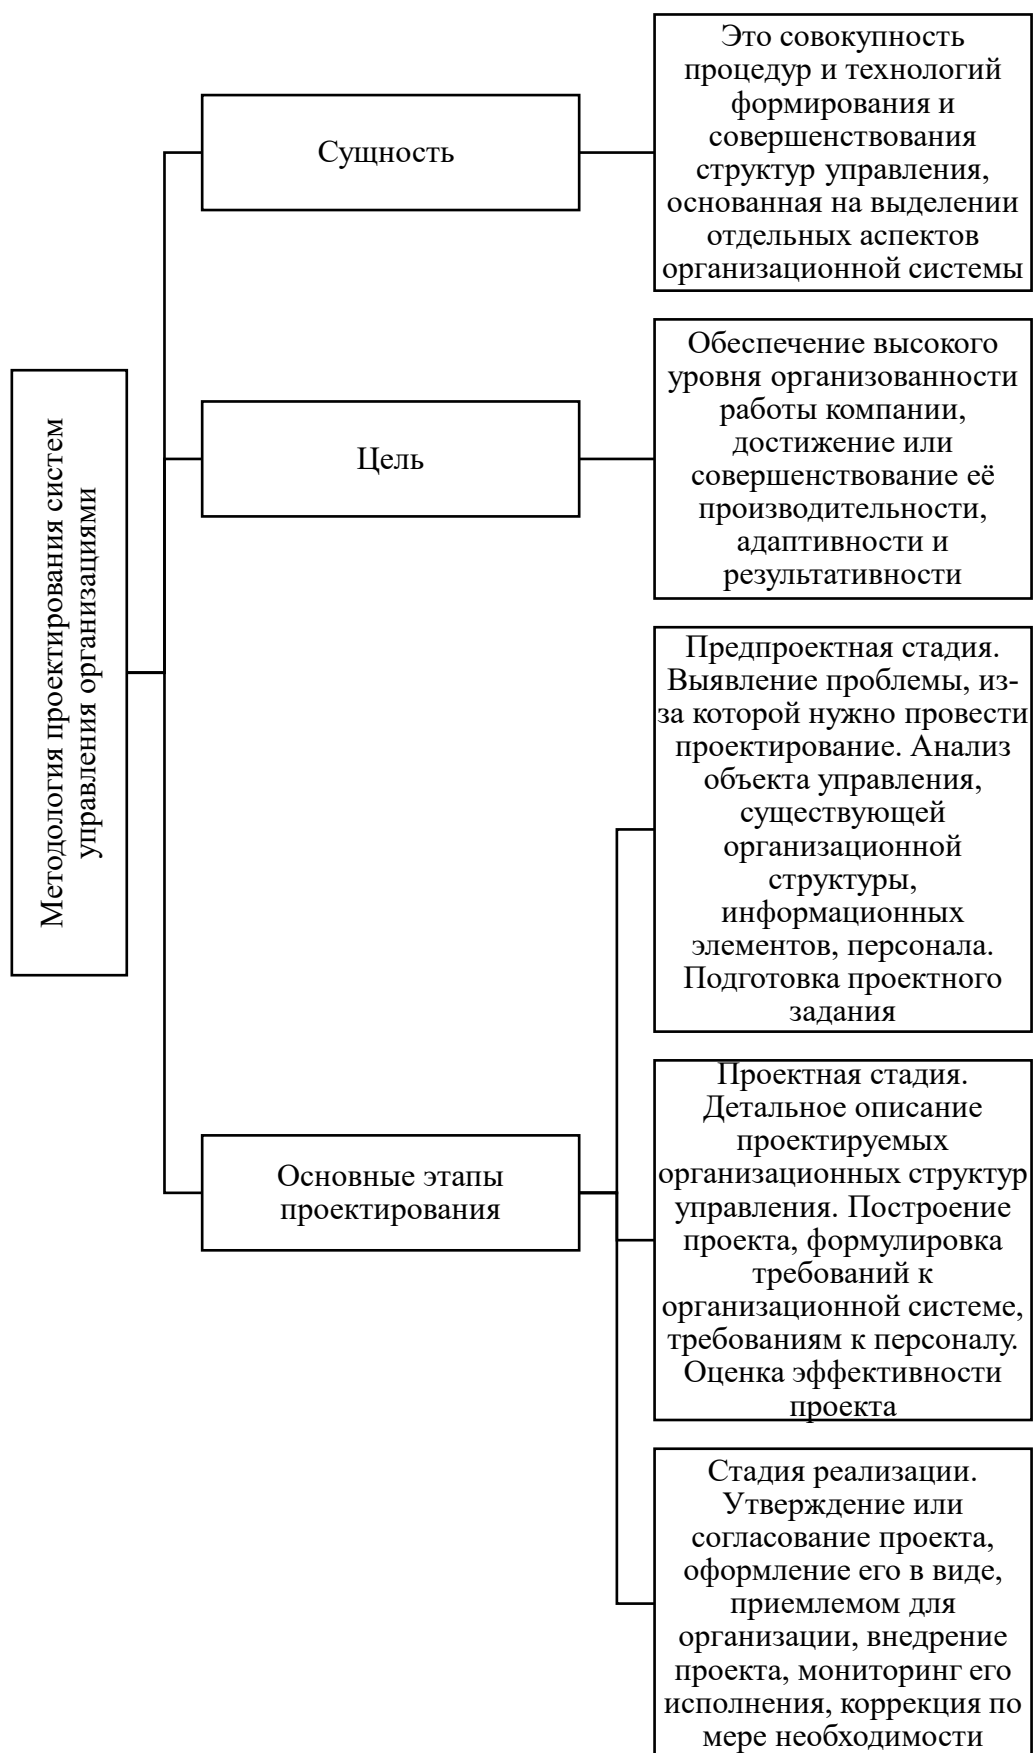 Методология проектирования систем
управления организациями
Сущность
Это совокупность
процедур и технологий
формирования и
совершенствования
структур управления,
основанная на выделении
отдельных аспектов
организационной системы
Цель
Обеспечение высокого
уровня организованности
работы компании,
достижение или
совершенствование её
производительности,
адаптивности и
результативности
Основные этапы
проектирования
Предпроектная стадия.
Выявление проблемы, из-
за которой нужно провести
проектирование. Анализ
объекта управления,
существующей
организационной
структуры,
информационных
элементов, персонала.
Подготовка проектного
задания
Проектная стадия.
Детальное описание
проектируемых
организационных структур
управления. Построение
проекта, формулировка
требований к
организационной системе,
требованиям к персоналу.
Оценка эффективности
проекта
Стадия реализации.
Утверждение или
согласование проекта,
оформление его в виде,
приемлемом для
организации, внедрение
проекта, мониторинг его
исполнения, коррекция по
мере необходимости